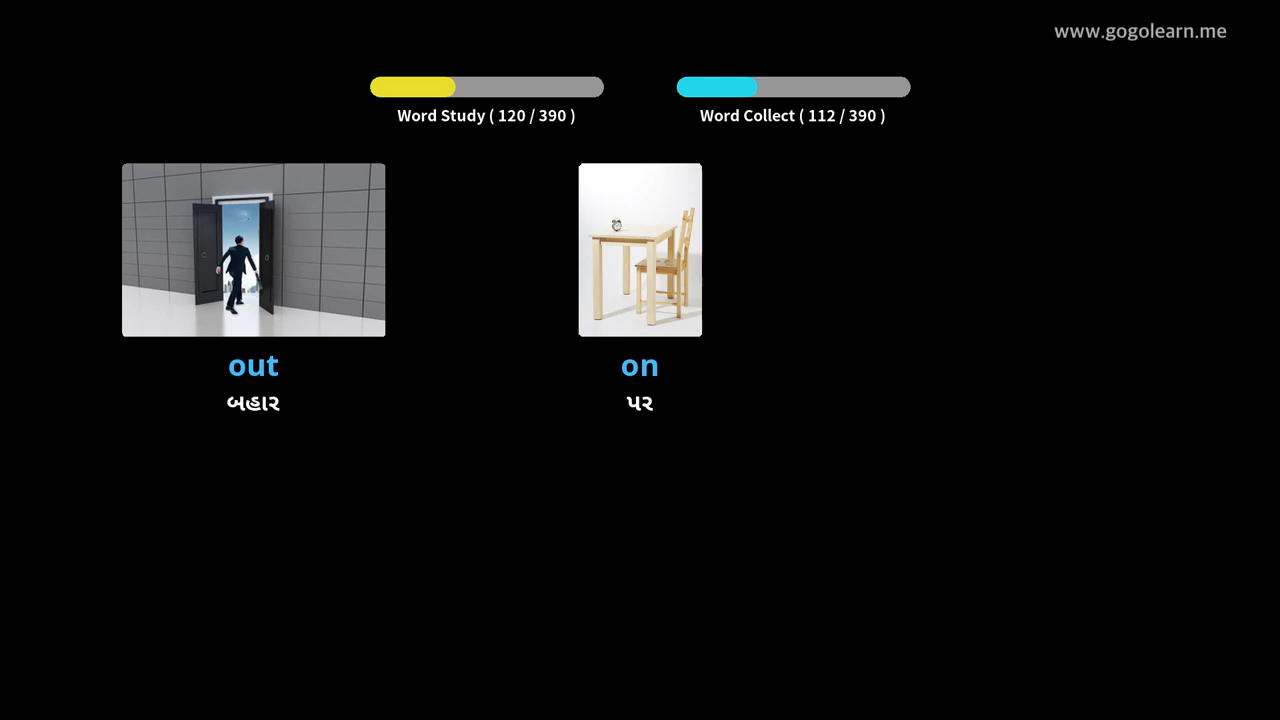 www.gogolearn.me
Word Study ( 120 / 390 )
Word Collect ( 112 / 390 )
out
બહાર
on
પર